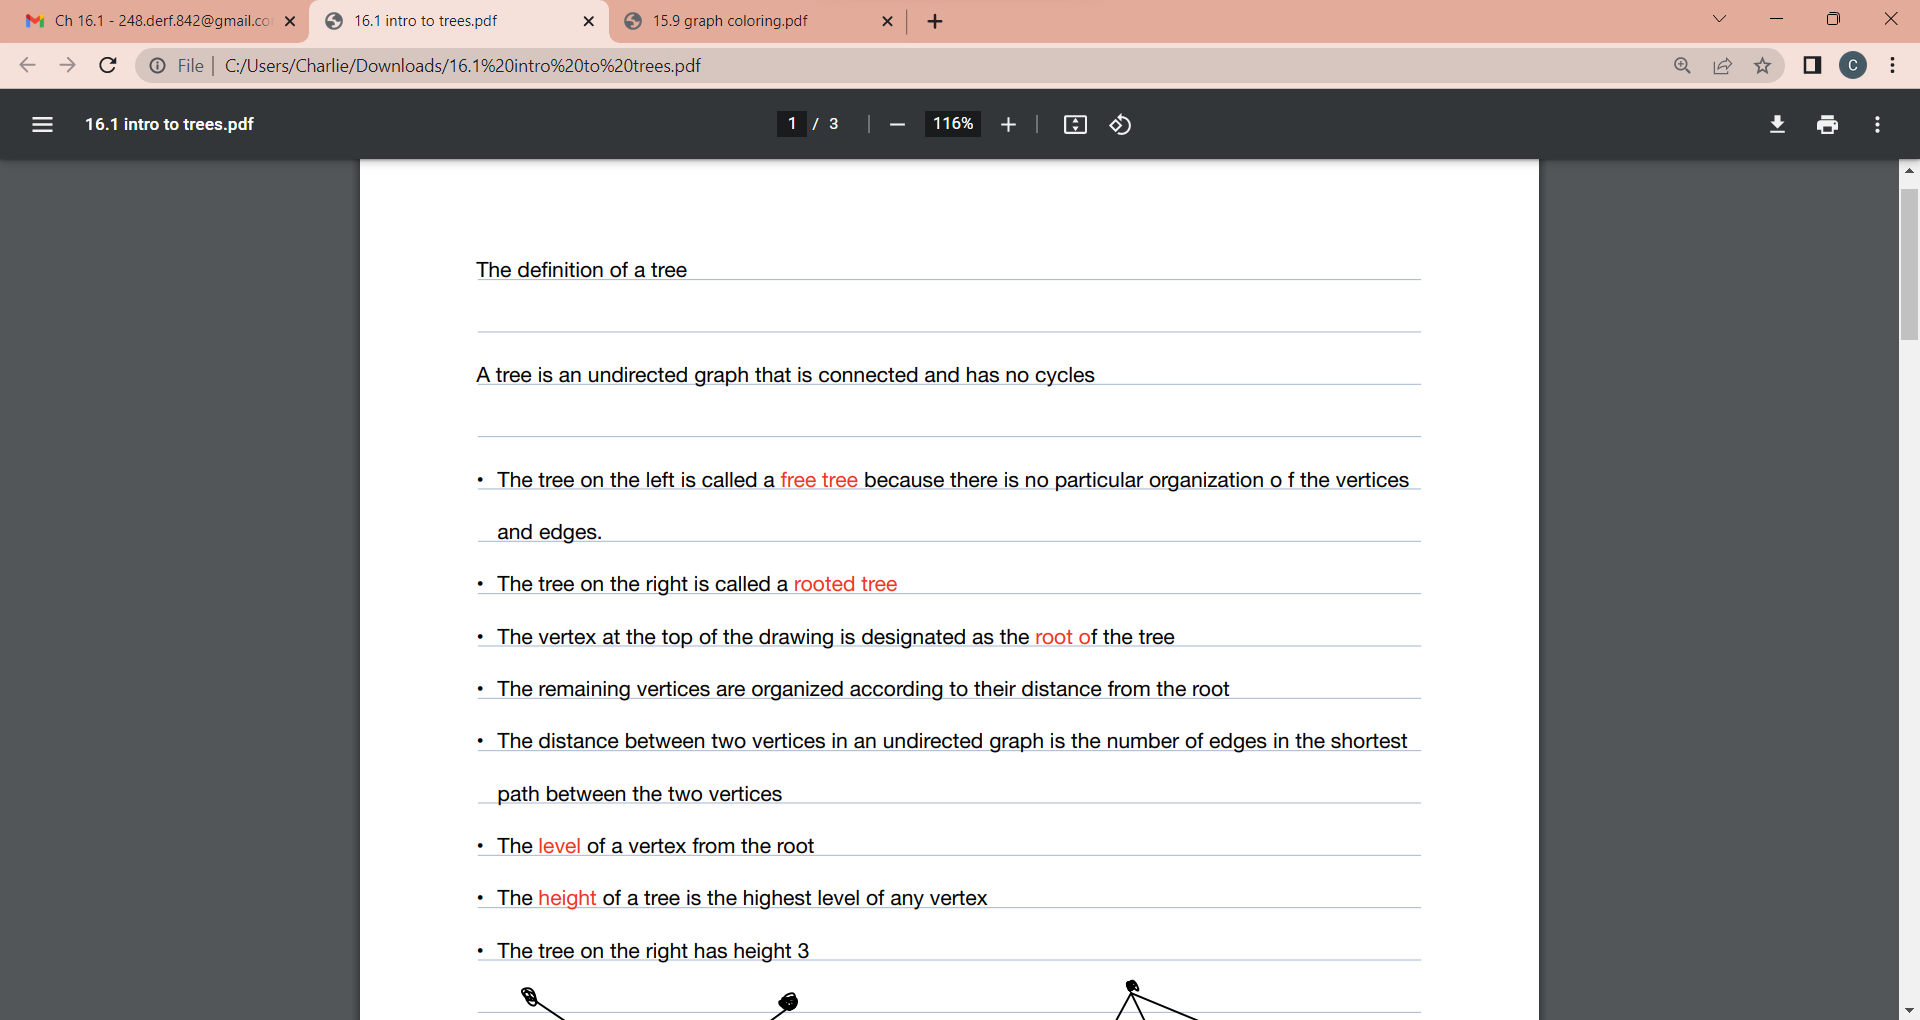 Ch 16.1 - 248.derf.842@gmail.co
16.1 intro to trees.pdf
15.9 graph coloring.pdf
File
C:/Users/Charlie/Downloads/16.1%20intro%20to%20trees.pdf
C
16.1 intro to trees.pdf
1 / 3
116%
The definition of a tree
A tree is an undirected graph that is connected and has no cycles
• The tree on the left is called a free tree because there is no particular organization o f the vertices
and edges.
• The tree on the right is called a rooted tree
• The vertex at the top of the drawing is designated as the root of the tree
• The remaining vertices are organized according to their distance from the root
• The distance between two vertices in an undirected graph is the number of edges in the shortest
path between the two vertices
• The level of a vertex from the root
• The height of a tree is the highest level of any vertex
• The tree on the right has height 3